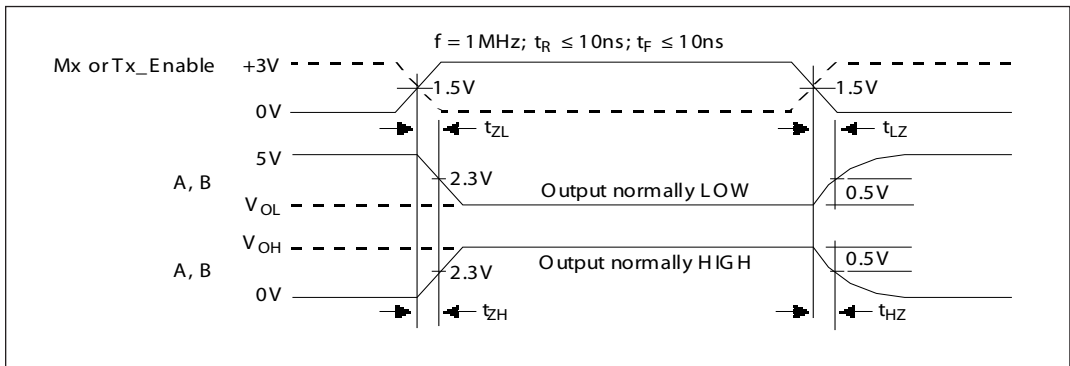 f = 1MHz; tR ≤ 10ns; tF ≤ 10ns
Mx or Tx_Enable
+3V
1.5V
1.5V
0V
tZL
tLZ
5V
A, B
2.3V
Output normally LOW
0.5V
VOL
VOH
A, B
2.3V
Output normally HIGH
0.5V
0V
tZH
tHZ